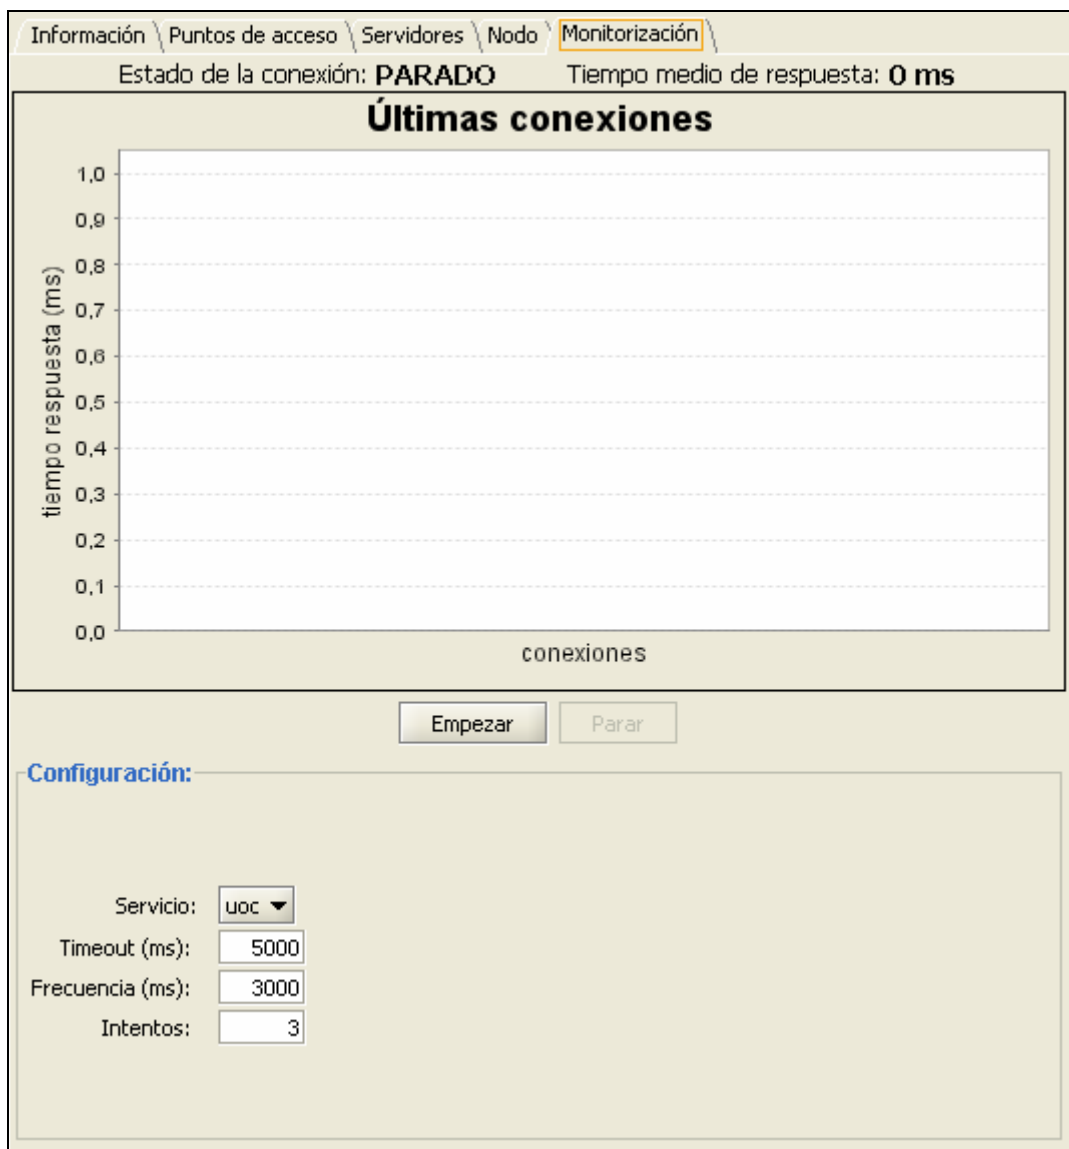 Información Puntos de acceso Servidores Nodo Monitorización
Estado de la conexión: PARADO Tiempo medio de respuesta: 0 ms
Últimas conexiones
1,0
0,9
0,8
0,7
0,6
0,5
0,4
0,3
0,2
0,1
0,0
tiempo respuesta (ms)
conexiones
Empezar Parar
Configuración:
Servicio: uoc
Timeout (ms): 5000
Frecuencia (ms): 3000
Intentos: 3